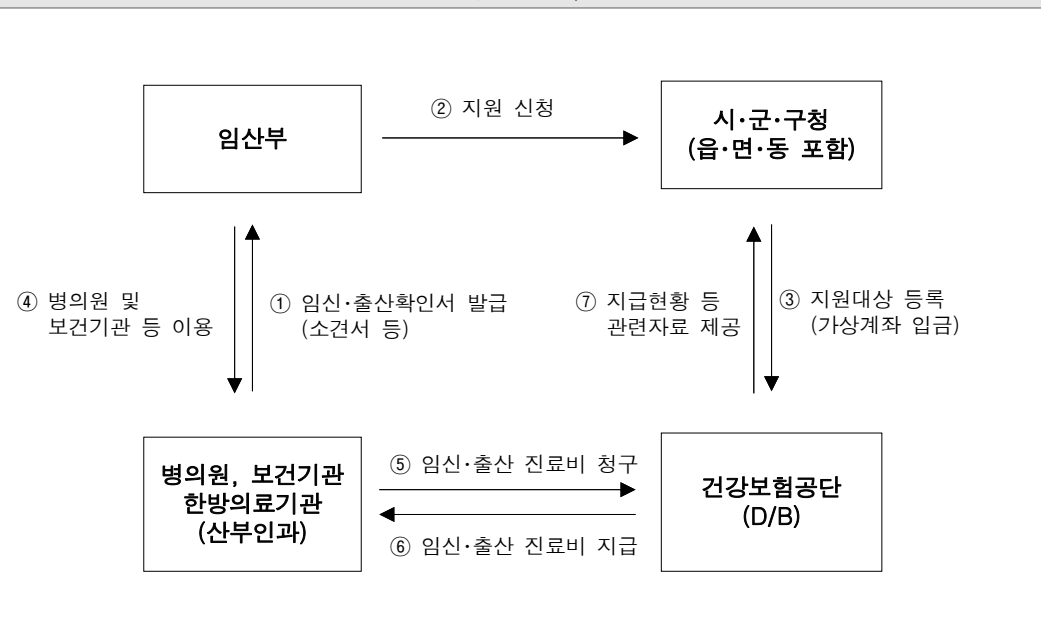 임산부
② 지원 신청
시·군·구청
(읍·면·동 포함)
④ 병의원 및
보건기관 등 이용
① 임신·출산확인서 발급
(소견서 등)
⑦ 지급현황 등
관련자료 제공
③ 지원대상 등록
(가상계좌 입금)
병의원, 보건기관
한방의료기관
(산부인과)
⑤ 임신·출산 진료비 청구
⑥ 임신·출산 진료비 지급
건강보험공단
(D/B)